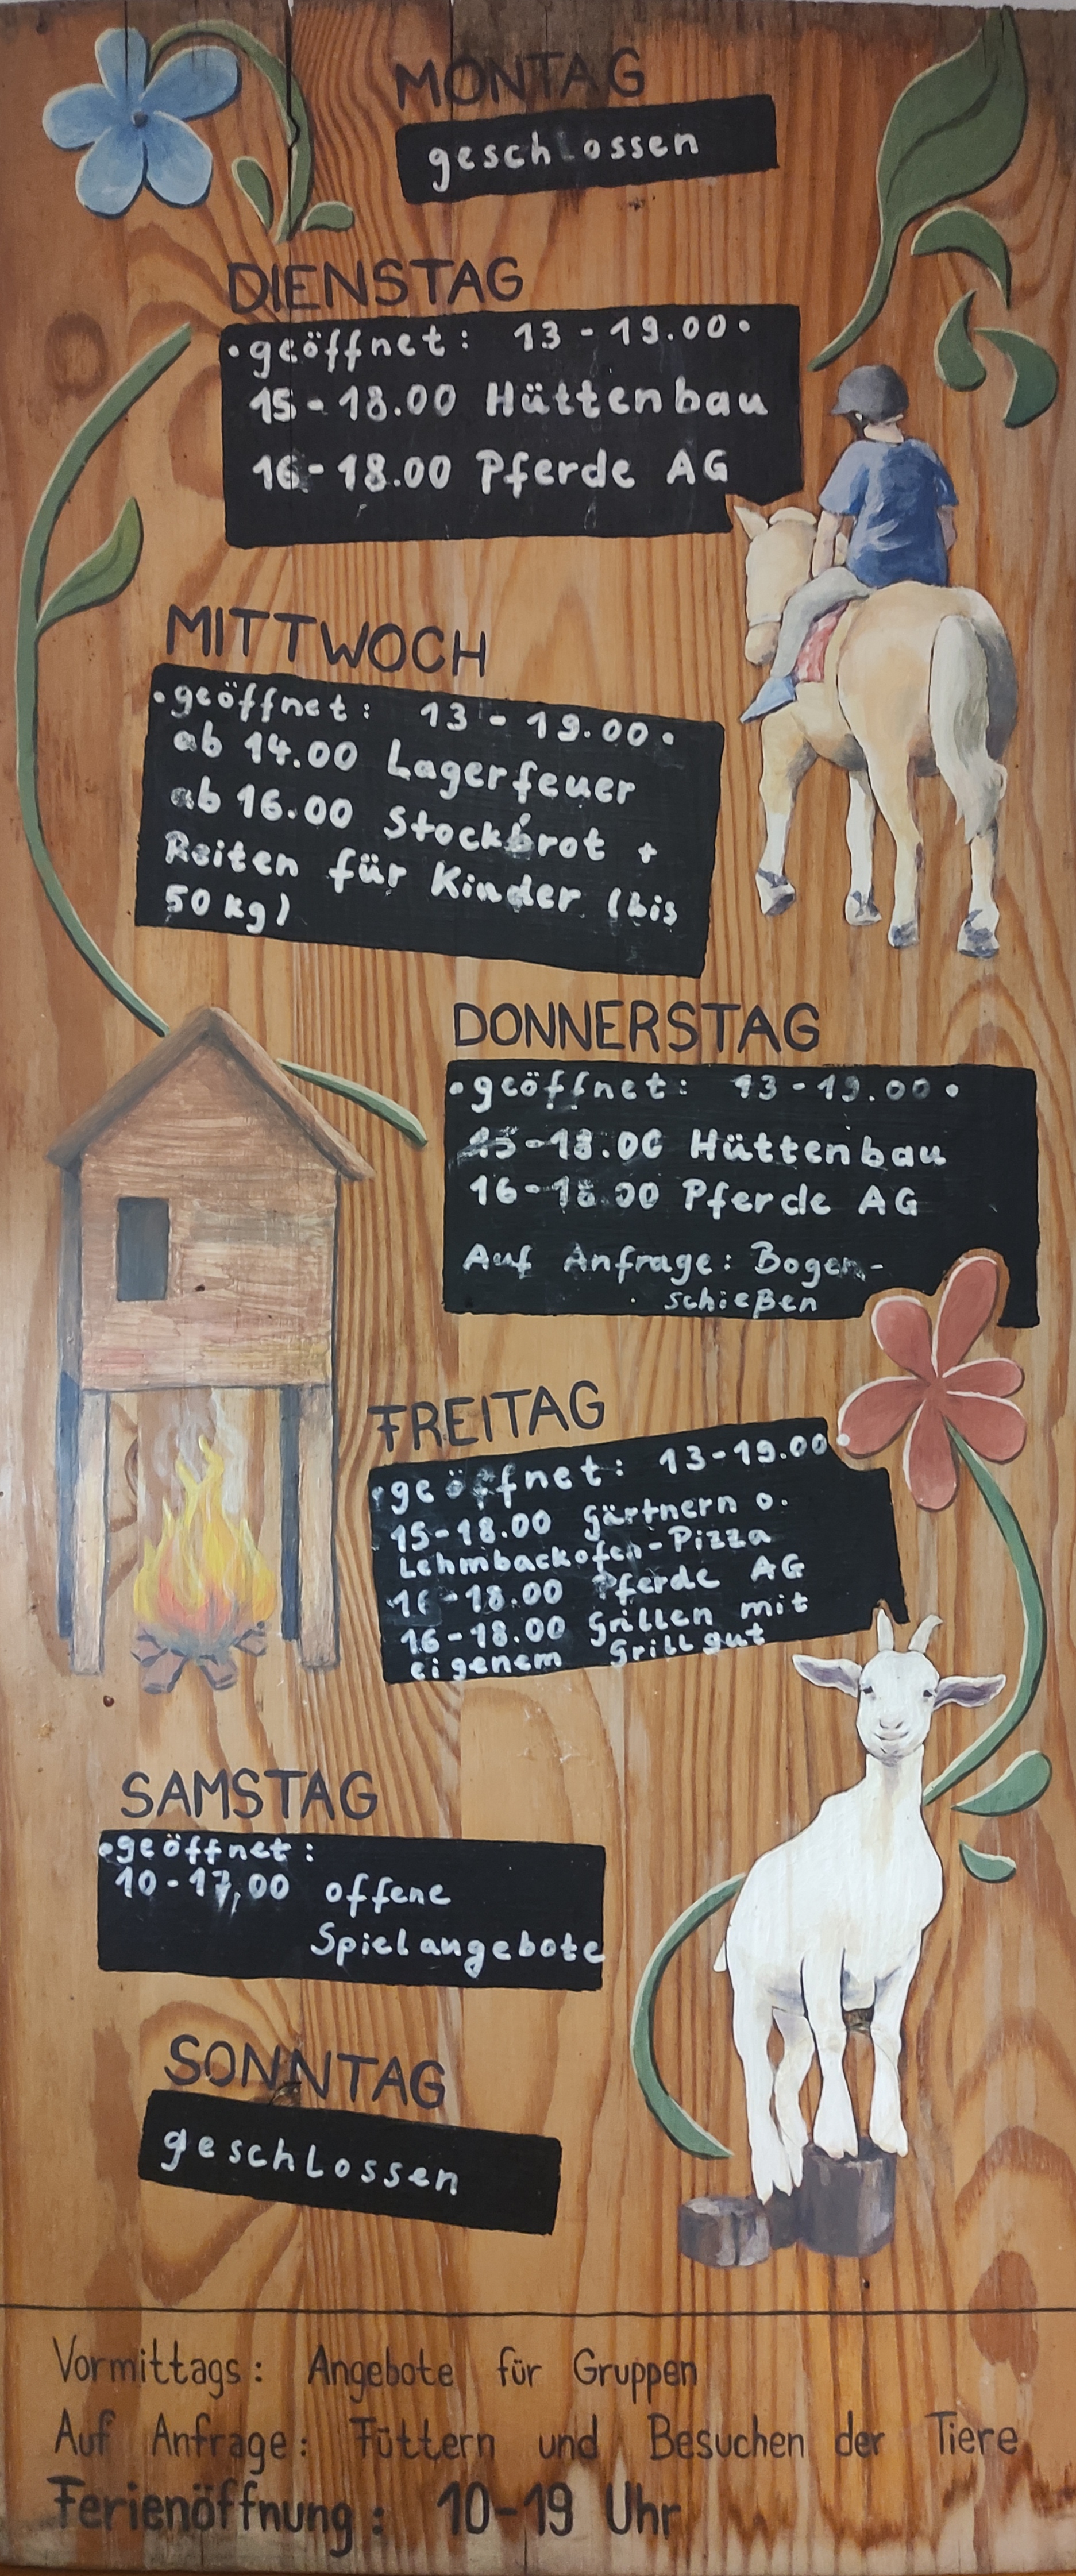 MONTAG
geschlossen
DIENSTAG
•geöffnet: 13-19.00•
15-18.00 Hüttenbau
16-18.00 Pferde AG
MITTWOCH
•geöffnet: 13-19.00•
ab 14.00 Lagerfeuer
ab 16.00 Stockbrot +
Reiten für Kinder (bis
50 kg)
DONNERSTAG
•geöffnet: 13-19.00•
15-18.00 Hüttenbau
16-18.00 Pferde AG
Auf Anfrage: Bogen-
schießen
FREITAG
•geöffnet: 13-19.00•
15-18.00 Gärtnern o.
Lehmbackofen-Pizza
16-18.00 Pferde AG
16-18.00 Grillen mit
eigenem Grillgut
SAMSTAG
•geöffnet:
10-17,00 offene
Spielangebote
SONNTAG
geschlossen
Vormittags: Angebote für Gruppen
Auf Anfrage: Füttern und Besuchen der Tiere
Ferienöffnung: 10-19 Uhr